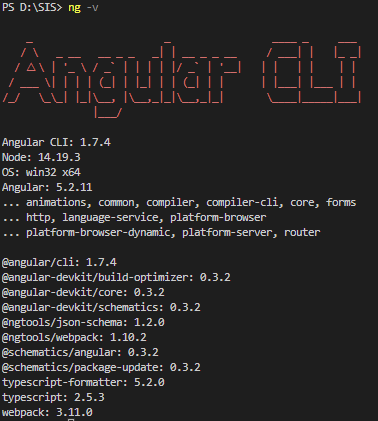 PS D:\SIS> ng -v
Angular CLI
Angular CLI: 1.7.4
Node: 14.19.3
OS: win32 x64
Angular: 5.2.11
... animations, common, compiler, compiler-cli, core, forms
... http, language-service, platform-browser
... platform-browser-dynamic, platform-server, router
@angular/cli: 1.7.4
@angular-devkit/build-optimizer: 0.3.2
@angular-devkit/core: 0.3.2
@angular-devkit/schematics: 0.3.2
@ngtools/json-schema: 1.2.0
@ngtools/webpack: 1.10.2
@schematics/angular: 0.3.2
@schematics/package-update: 0.3.2
typescript-formatter: 5.2.0
typescript: 2.5.3
webpack: 3.11.0